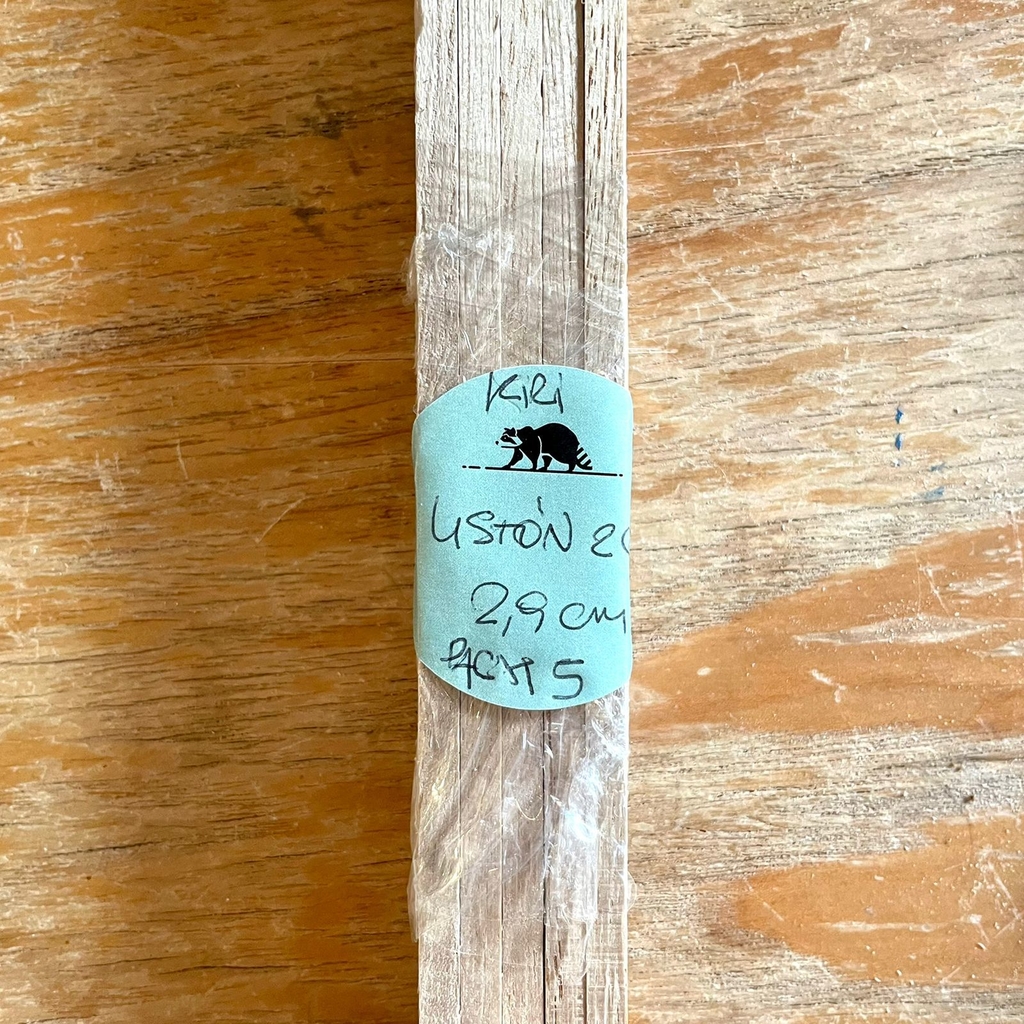 KIRI
LISTÓN
2,9 cm
PACK 5